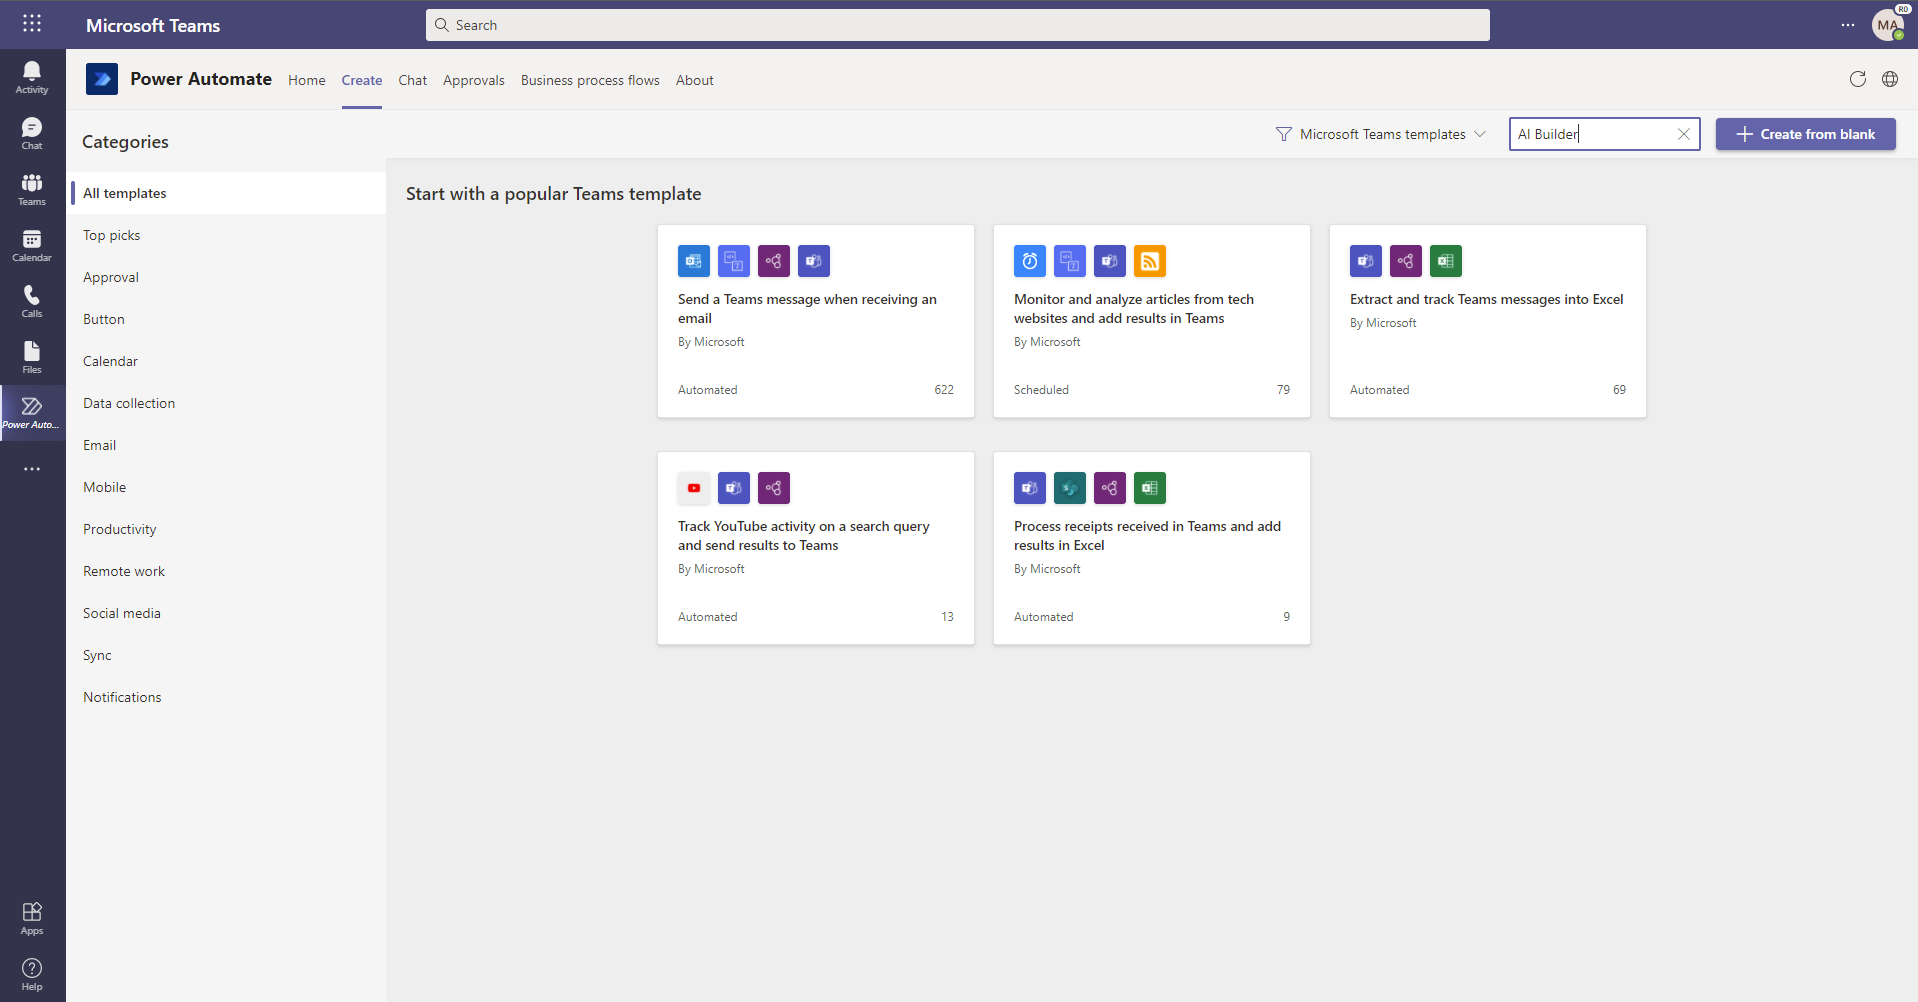 Microsoft Teams
Search
MA
R0
Activity
Chat
Teams
Calendar
Calls
Files
Power Auto...
Apps
Help
Power Automate
Home
Create
Chat
Approvals
Business process flows
About
Categories
Microsoft Teams templates
AI Builder
Create from blank
All templates
Top picks
Approval
Button
Calendar
Data collection
Email
Mobile
Productivity
Remote work
Social media
Sync
Notifications
Start with a popular Teams template
Send a Teams message when receiving an
email
By Microsoft
Automated
622
Monitor and analyze articles from tech
websites and add results in Teams
By Microsoft
Scheduled
79
Extract and track Teams messages into Excel
By Microsoft
Automated
69
Track YouTube activity on a search query
and send results to Teams
By Microsoft
Automated
13
Process receipts received in Teams and add
results in Excel
By Microsoft
Automated
9